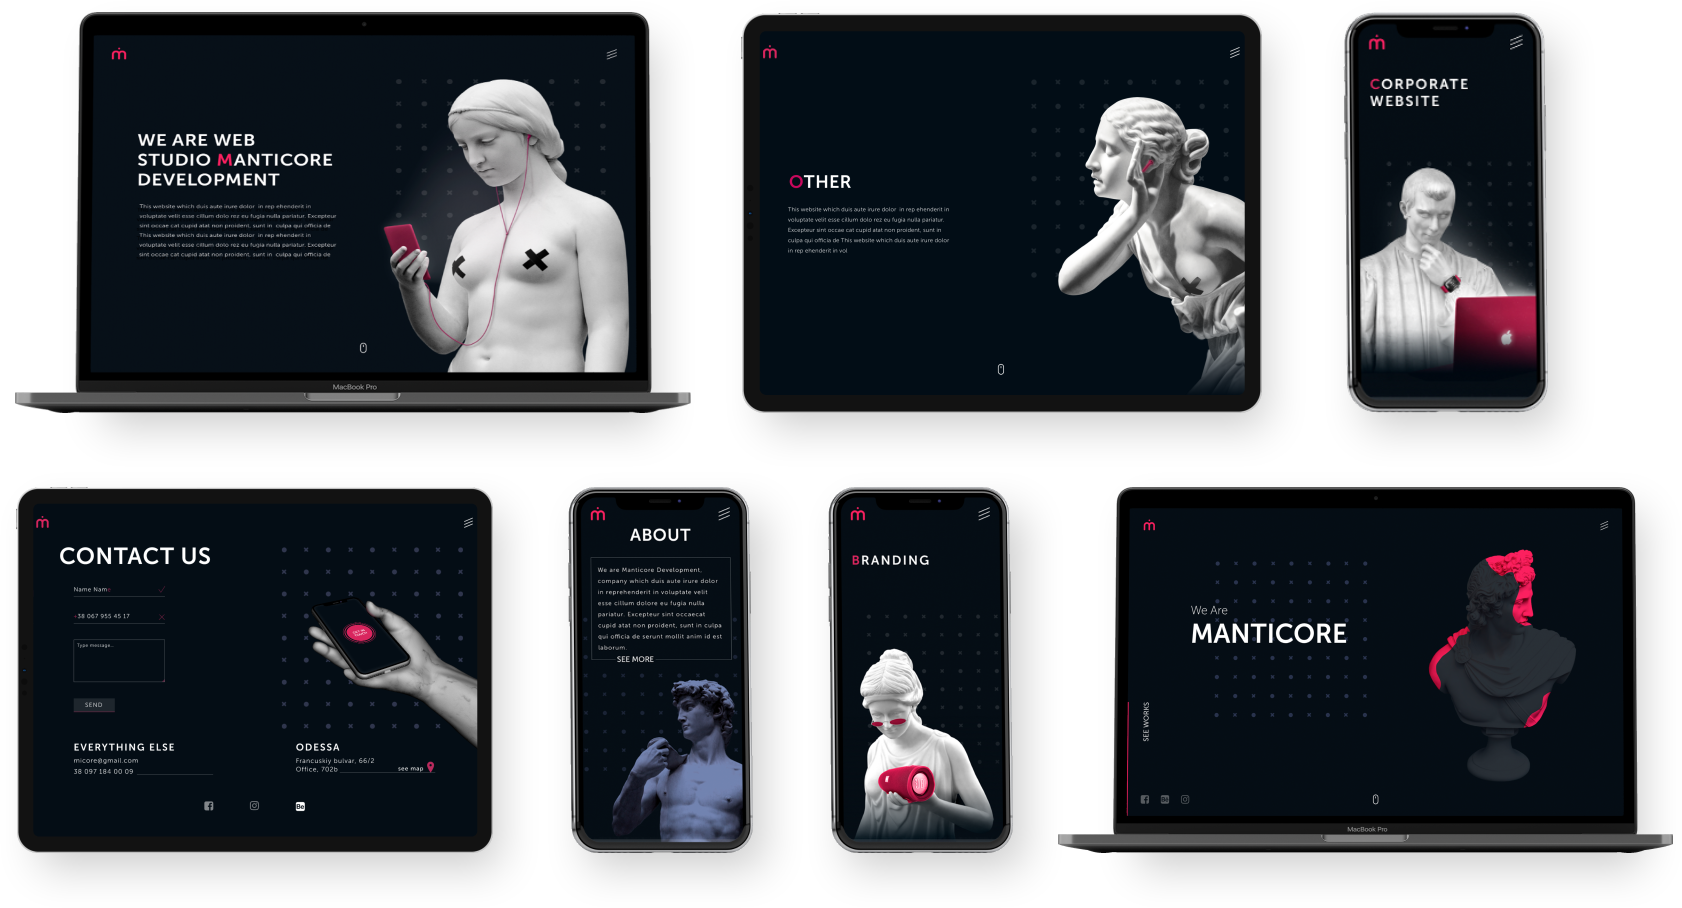 WE ARE WEB
STUDIO MANTICORE
DEVELOPMENT
This website which duis aute irure dolor in rep ehenderit in
voluptate velit esse cillum dolo rez eu fugia nulla pariatur. Excepteur
sint occae cat cupid atat non proident, sunt in culpa qui officia de
This website which duis aute irure dolor in rep ehenderit in
voluptate velit esse cillum dolo rez eu fugia nulla pariatur. Excepteur
sint occae cat cupid atat non proident, sunt in culpa qui officia de
MacBook Pro
OTHER
This website which duis aute irure dolor in rep ehenderit in
voluptate velit esse cillum dolo rez eu fugia nulla pariatur.
Excepteur sint occae cat cupid atat non proident, sunt in
culpa qui officia de This website which duis aute irure dolor
in rep ehenderit in vol
CORPORATE
WEBSITE
CONTACT US
Name Nam
+38 067 955 45 17
Type message...
SEND
EVERYTHING ELSE
micore@gmail.com
38 097 184 00 09
ODESSA
Francuskiy bulvar, 66/2
Office, 702b
see map
Be
ABOUT
We are Manticore Development,
company which duis aute irure dolor
in reprehenderit in voluptate velit
esse cillum dolore eu fugia nulla
pariatur. Excepteur sint occaecat
cupid atat non proident, sunt in culpa
qui officia de serunt mollit anim id est
laborum.
SEE MORE
BRANDING
We Are
MANTICORE
SEE WORKS
MacBook Pro